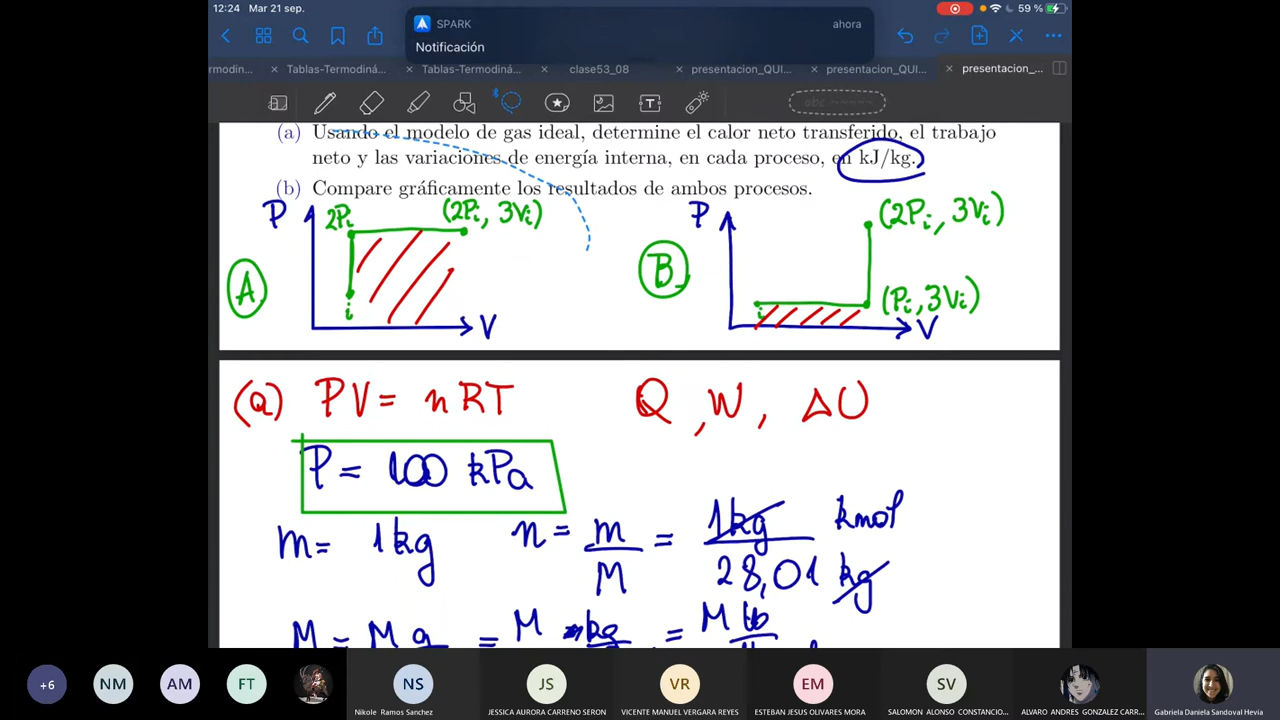 12:24 Mar 21 sep.
59 %
SPARK
ahora
Notificación
rmodin...
Tablas-Termodiná...
Tablas-Termodiná...
clase53_08
presentacion_QUI...
presentacion_QUI...
presentacion_...
abc
(a) Usando el modelo de gas ideal, determine el calor neto transferido, el trabajo
neto y las variaciones de energía interna, en cada proceso, en kJ/kg.
(b) Compare gráficamente los resultados de ambos procesos.
P 2Pi (2Pi, 3Vi)
A
i
V
P (2Pi, 3Vi)
B
i (Pi, 3Vi)
V
(a) PV = nRT Q, W, ΔU
P = 100 kPa
m = 1kg n = m/M = 1kg/28,01 kmol/kg
M = M g = M kg = M lb
+6 NM AM FT NS JS VR EM SV
Nikole Ramos Sanchez
JESSICA AURORA CARRENO SERON
VICENTE MANUEL VERGARA REYES
ESTEBAN JESUS OLIVARES MORA
SALOMON ALONSO CONSTANCIO...
ALVARO ANDRES GONZALEZ CARR...
Gabriela Daniela Sandoval Hevia